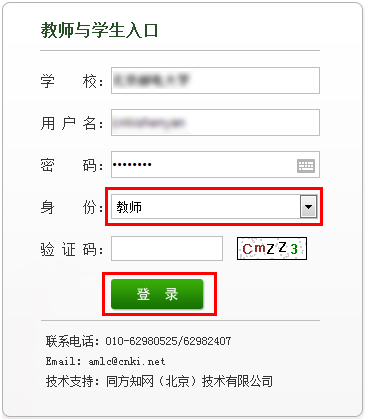 教师与学生入口
学 校：
用 户 名：
密 码： ••••••••
身 份： 教师
验 证 码： CmZZ3
登 录
联系电话：010-62980525/62982407
Email：amlc@cnki.net
技术支持：同方知网（北京）技术有限公司